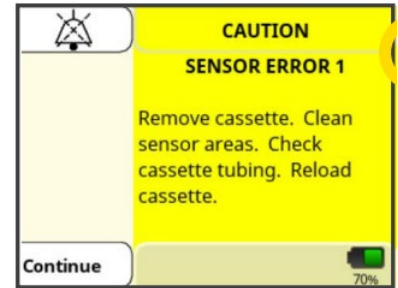 CAUTION
SENSOR ERROR 1
Remove cassette. Clean
sensor areas. Check
cassette tubing. Reload
cassette.
Continue
70%